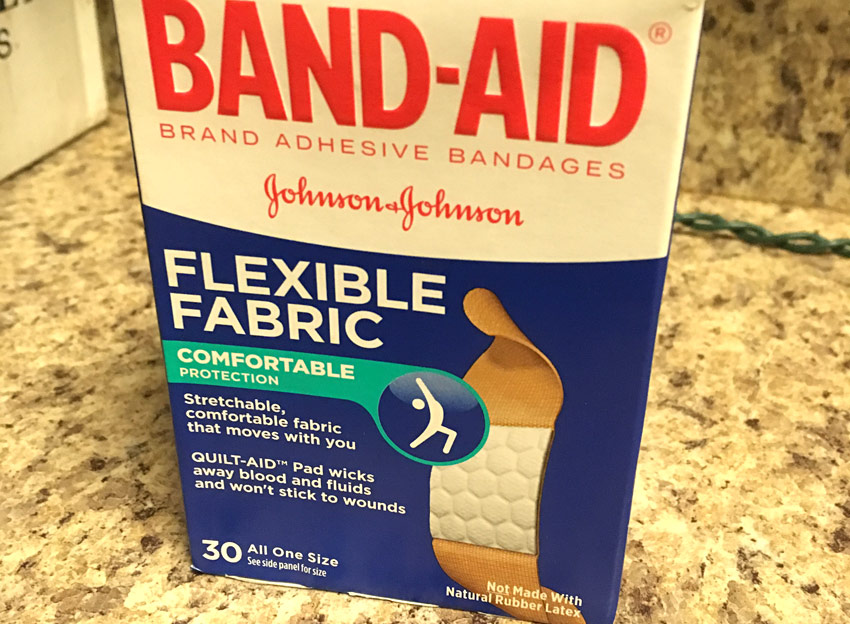 BAND-AID®
BRAND ADHESIVE BANDAGES
Johnson & Johnson
FLEXIBLE
FABRIC
COMFORTABLE
PROTECTION
Stretchable,
comfortable fabric
that moves with you
QUILT-AID™ Pad wicks
away blood and fluids
and won't stick to wounds
30 All One Size
See side panel for size
Not Made With
Natural Rubber Latex